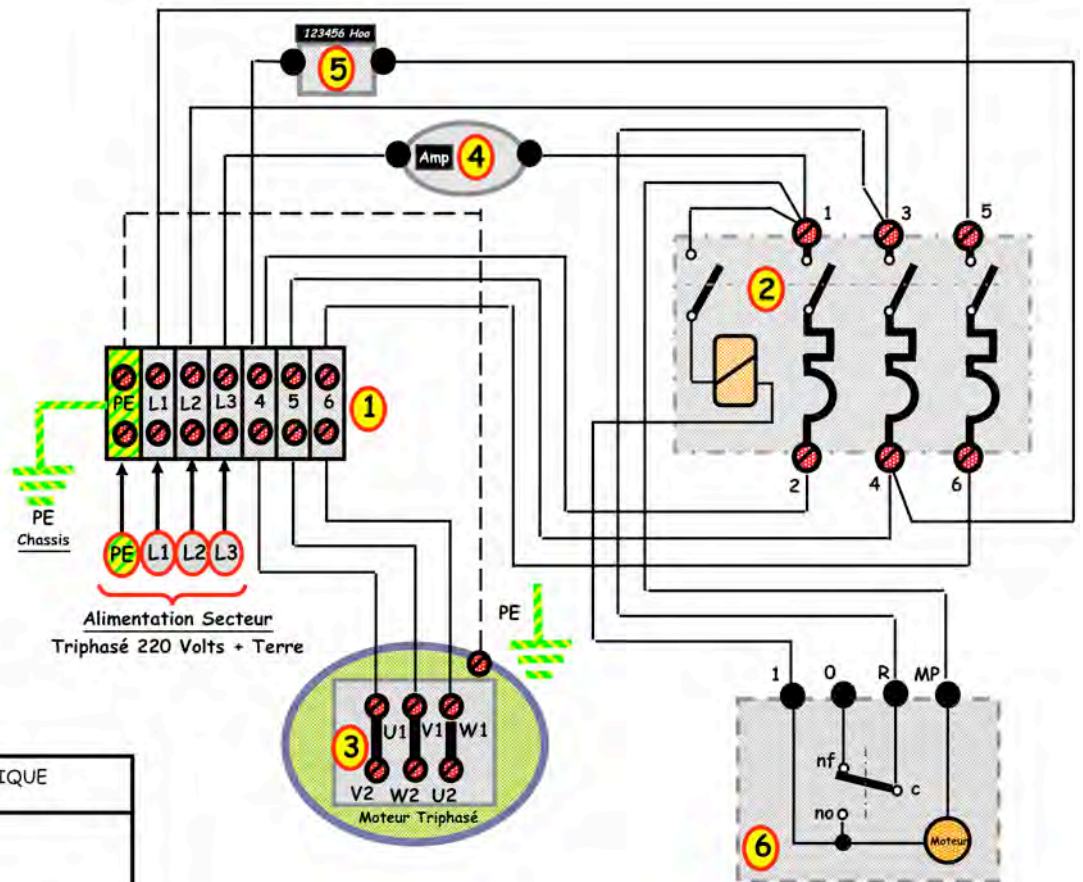 123456 Hoo
5
Amp 4
1 3 5
2
PE L1 L2 L3 4 5 6
1
2 4 6
PE
Chassis
PE L1 L2 L3
Alimentation Secteur
Triphasé 220 Volts + Terre
PE
1 0 R MP
U1 V1 W1
3
V2 W2 U2
Moteur Triphasé
nf
c
no
Moteur
6
IQUE